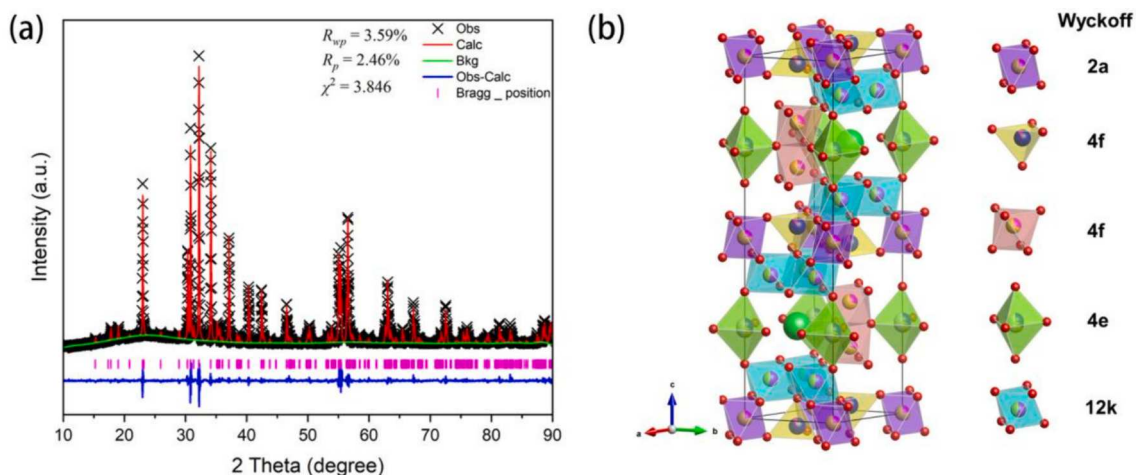 (a)
R_wp = 3.59%
R_p = 2.46%
χ² = 3.846
Obs
Calc
Bkg
Obs-Calc
Bragg _ position
Intensity (a.u.)
10 20 30 40 50 60 70 80 90
2 Theta (degree)
(b)
Wyckoff
2a
4f
4f
4e
12k
c
a
b